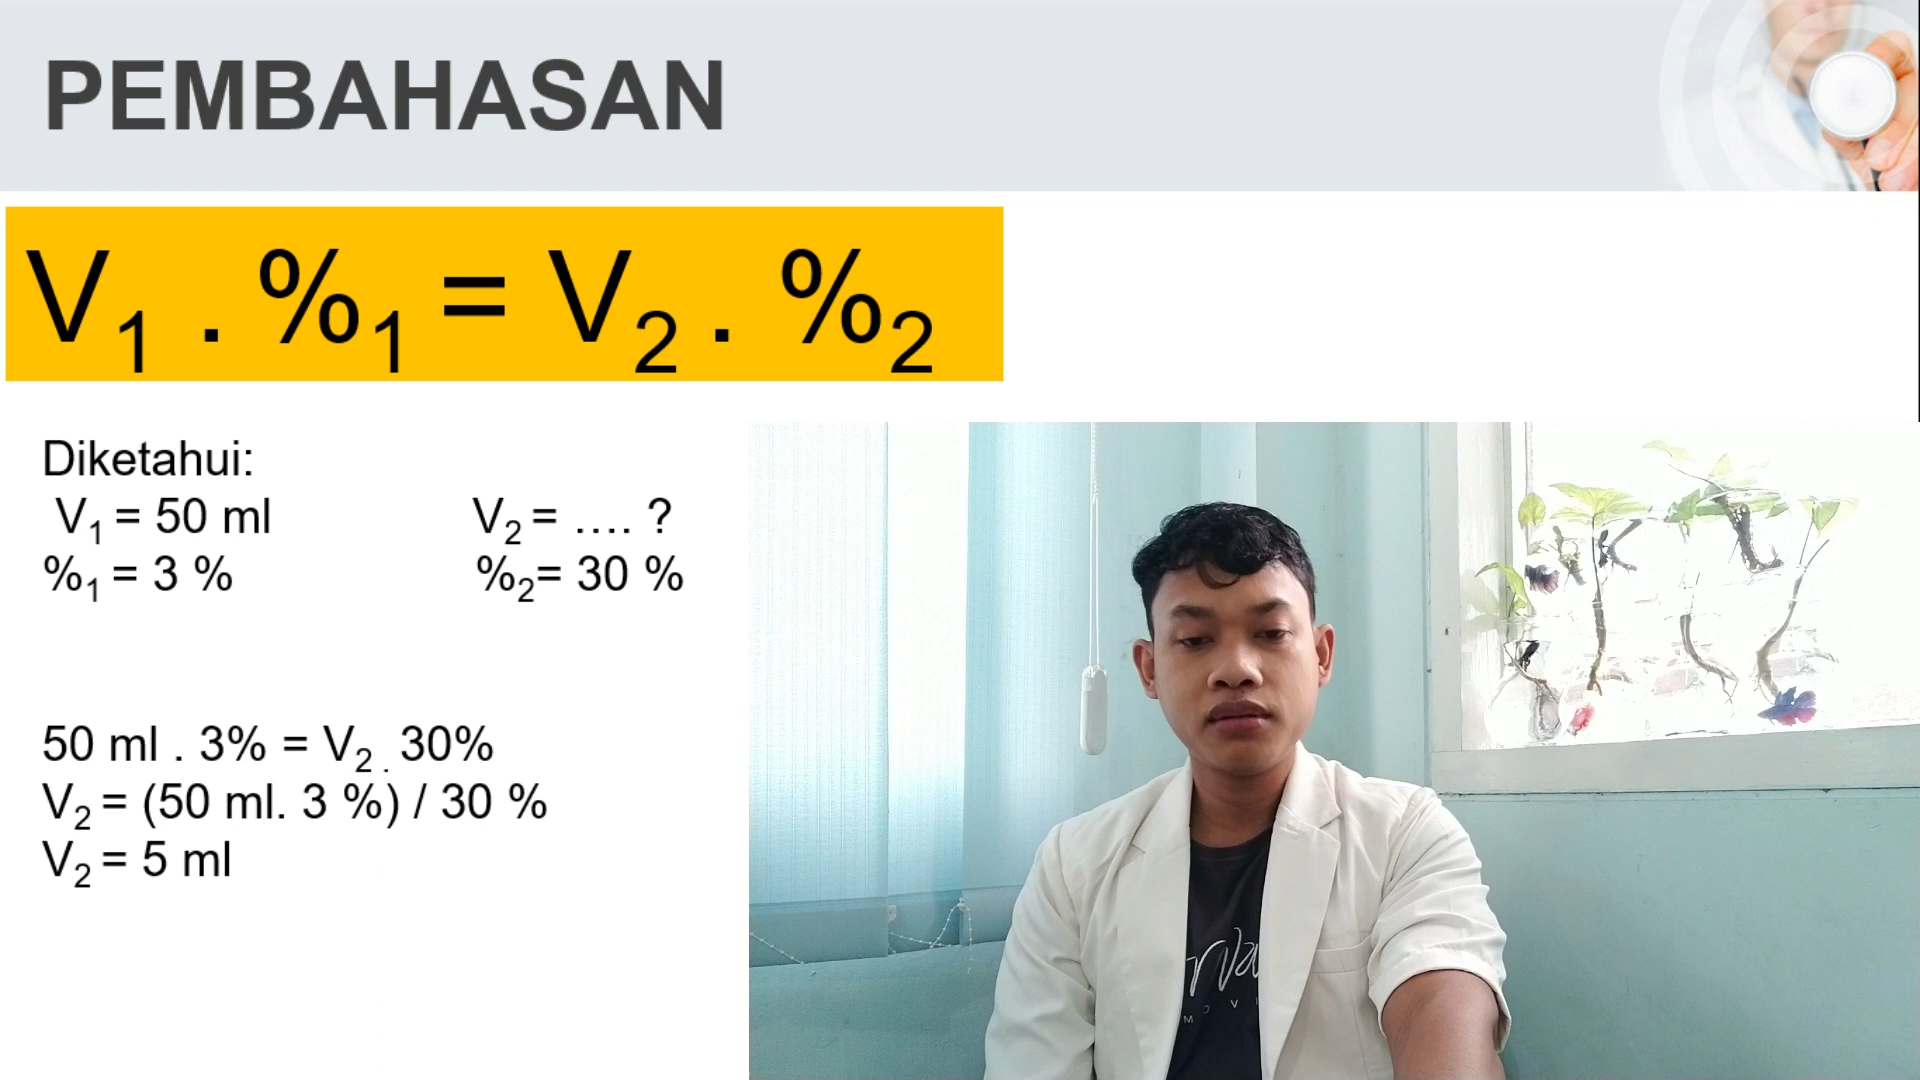 PEMBAHASAN
V₁ . %₁ = V₂ . %₂
Diketahui:
V₁ = 50 ml V₂ = .... ?
%₁ = 3 % %₂= 30 %
50 ml . 3% = V₂ . 30%
V₂ = (50 ml. 3 %) / 30 %
V₂ = 5 ml
MOVI